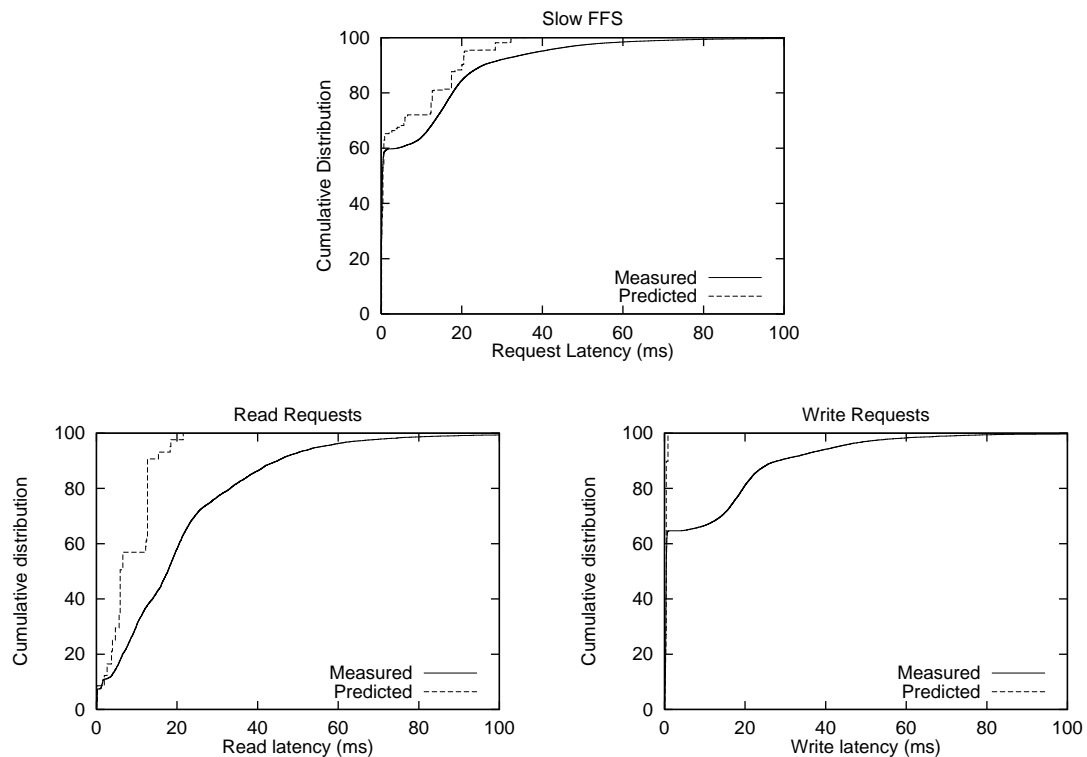 Slow FFS
100
80
60
40
20
0
Cumulative Distribution
Measured
Predicted
0 20 40 60 80 100
Request Latency (ms)
Read Requests
100
80
60
40
20
0
Cumulative distribution
Measured
Predicted
0 20 40 60 80 100
Read latency (ms)
Write Requests
100
80
60
40
20
0
Cumulative distribution
Measured
Predicted
0 20 40 60 80 100
Write latency (ms)